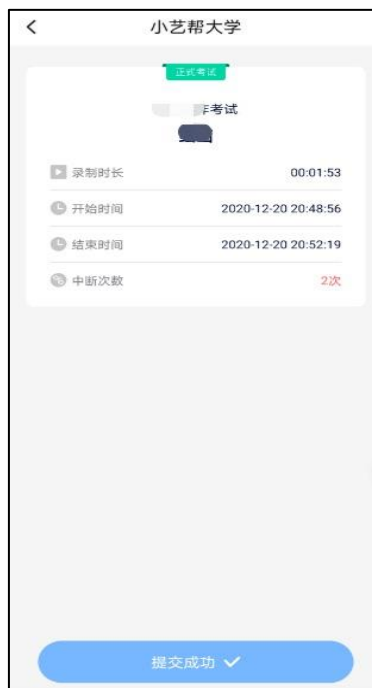 小艺帮大学
正式考试
考试
录制时长 00:01:53
开始时间 2020-12-20 20:48:56
结束时间 2020-12-20 20:52:19
中断次数 2次
提交成功